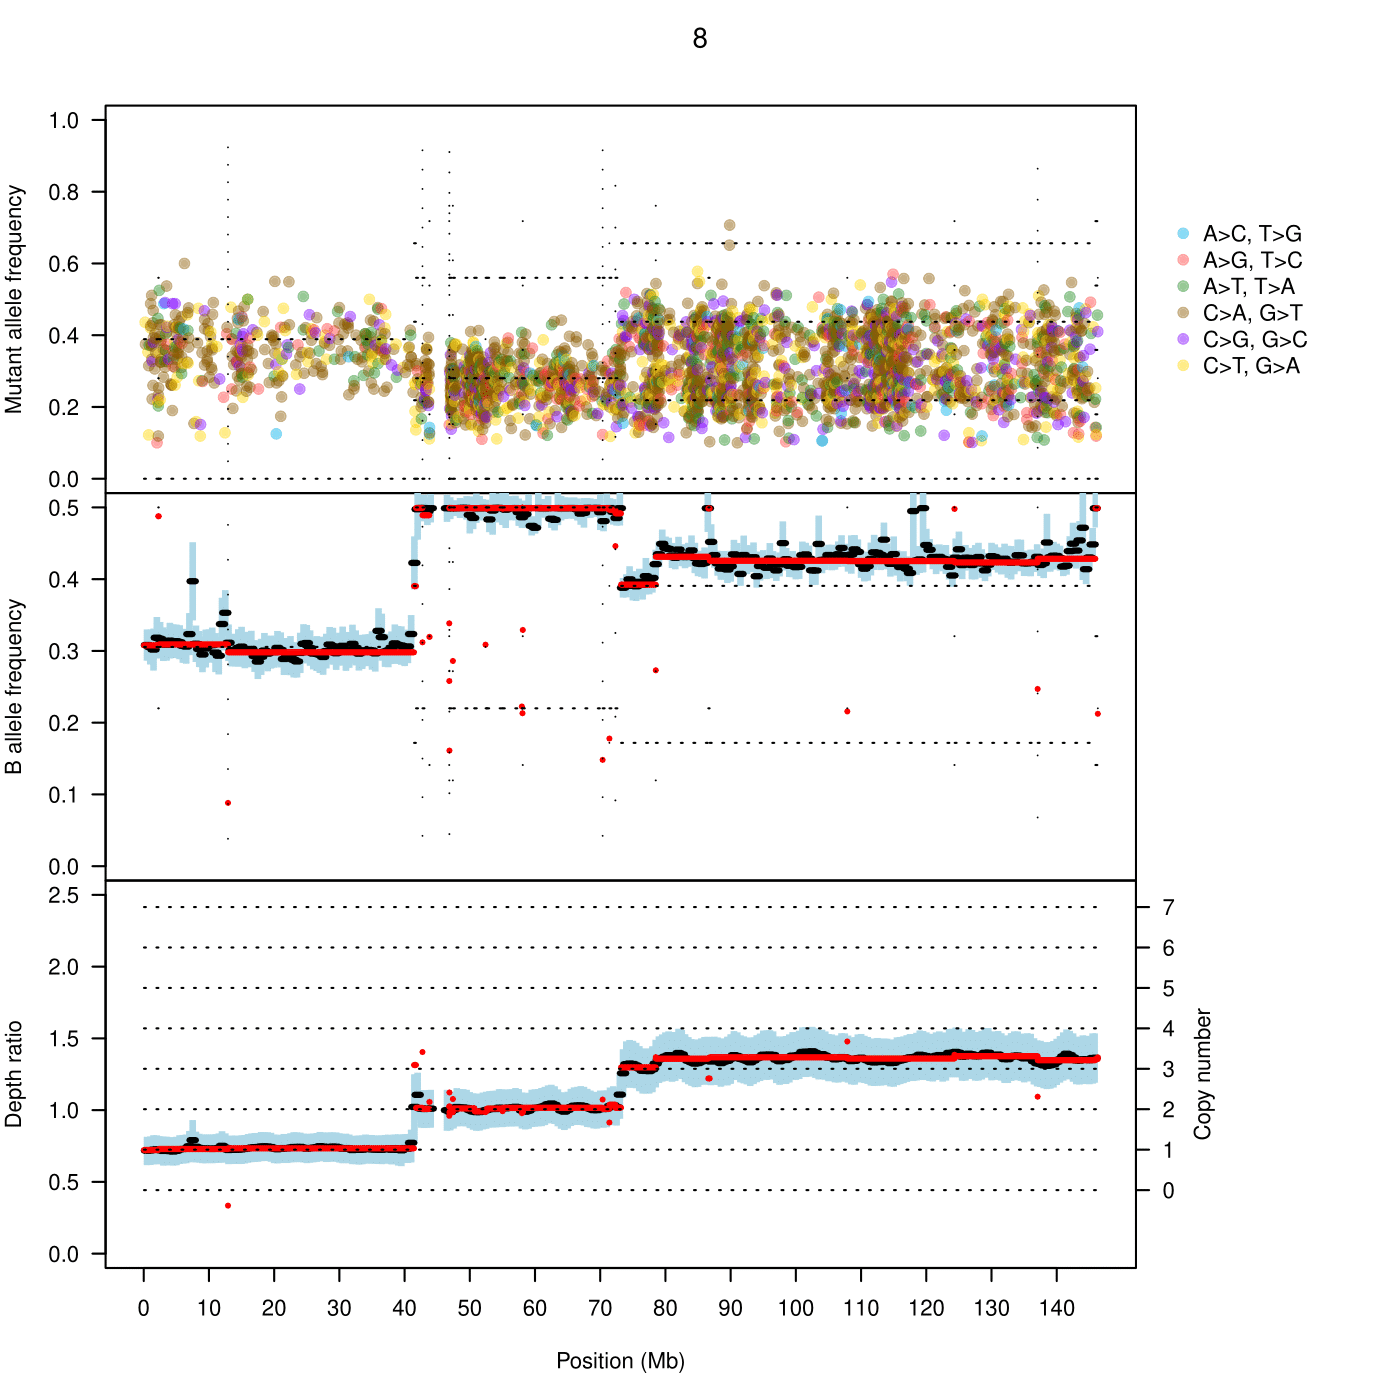 8
Mutant allele frequency
1.0
0.8
0.6
0.4
0.2
0.0
A>C, T>G
A>G, T>C
A>T, T>A
C>A, G>T
C>G, G>C
C>T, G>A
B allele frequency
0.5
0.4
0.3
0.2
0.1
0.0
Depth ratio
2.5
2.0
1.5
1.0
0.5
0.0
7
6
5
4
3
2
1
0
Copy number
0 10 20 30 40 50 60 70 80 90 100 110 120 130 140
Position (Mb)